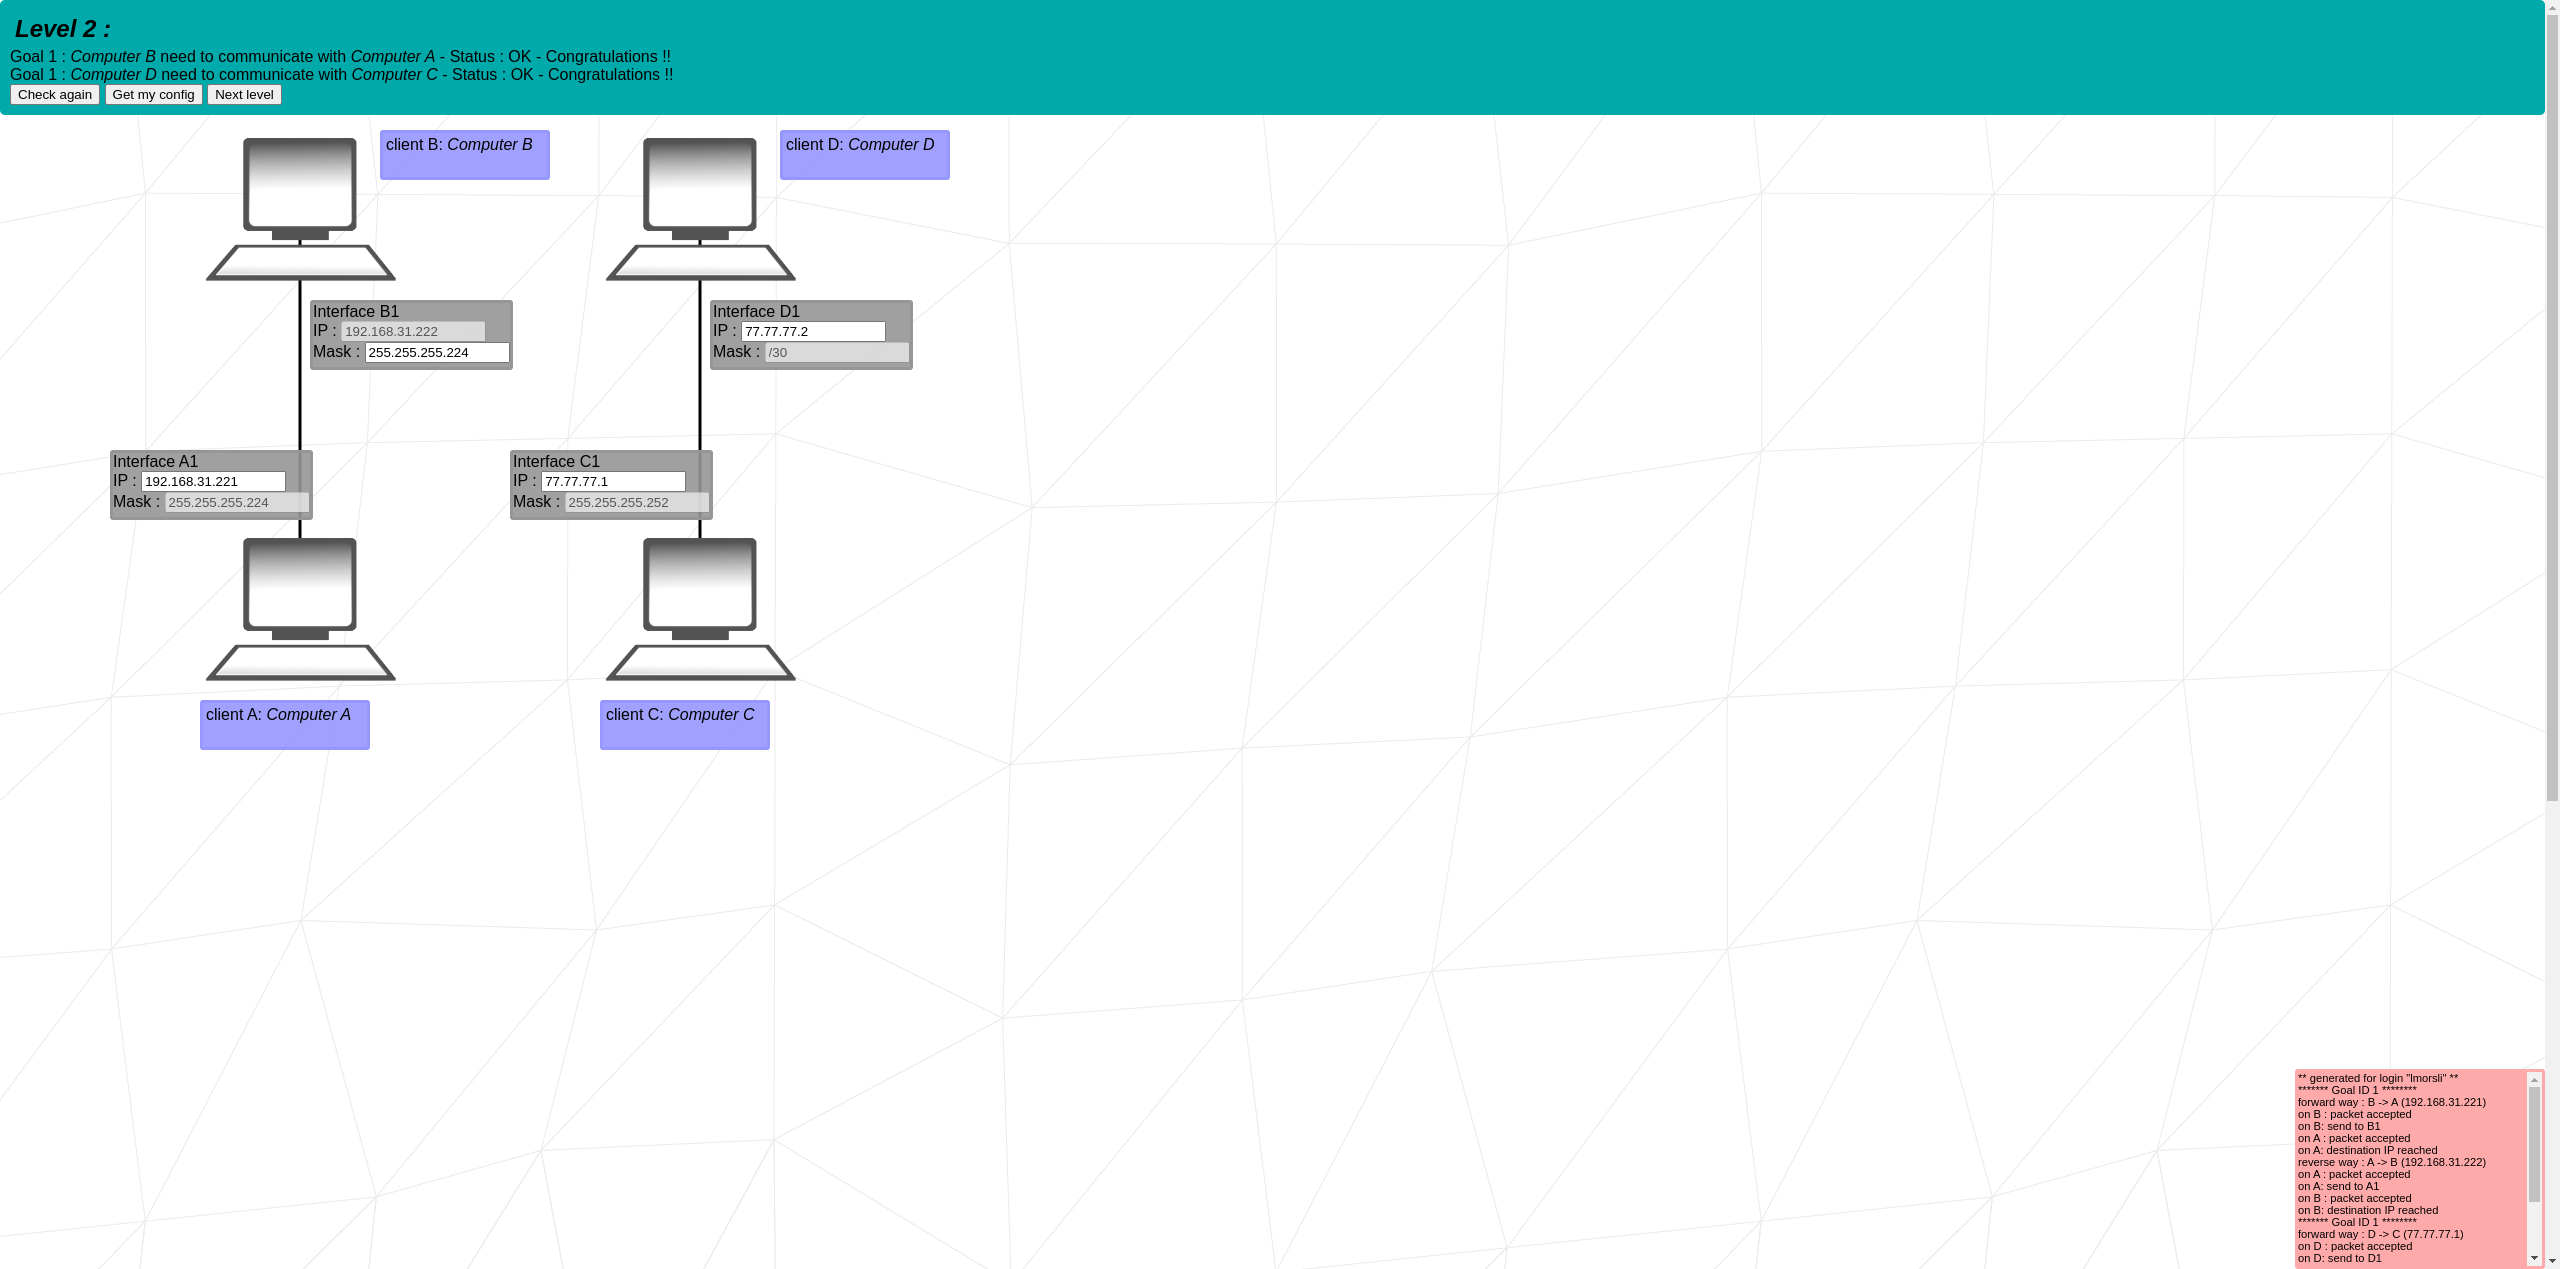 Level 2 :
Goal 1 : Computer B need to communicate with Computer A - Status : OK - Congratulations !!
Goal 1 : Computer D need to communicate with Computer C - Status : OK - Congratulations !!
Check again Get my config Next level
client B: Computer B
client D: Computer D
Interface B1
IP : 192.168.31.222
Mask : 255.255.255.224
Interface D1
IP : 77.77.77.2
Mask : /30
Interface A1
IP : 192.168.31.221
Mask : 255.255.255.224
Interface C1
IP : 77.77.77.1
Mask : 255.255.255.252
client A: Computer A
client C: Computer C
** generated for login "lmorsli" **
******* Goal ID 1 ********
forward way : B -> A (192.168.31.221)
on B : packet accepted
on B: send to B1
on A : packet accepted
on A: destination IP reached
reverse way : A -> B (192.168.31.222)
on A : packet accepted
on A: send to A1
on B : packet accepted
on B: destination IP reached
******* Goal ID 1 ********
forward way : D -> C (77.77.77.1)
on D : packet accepted
on D: send to D1